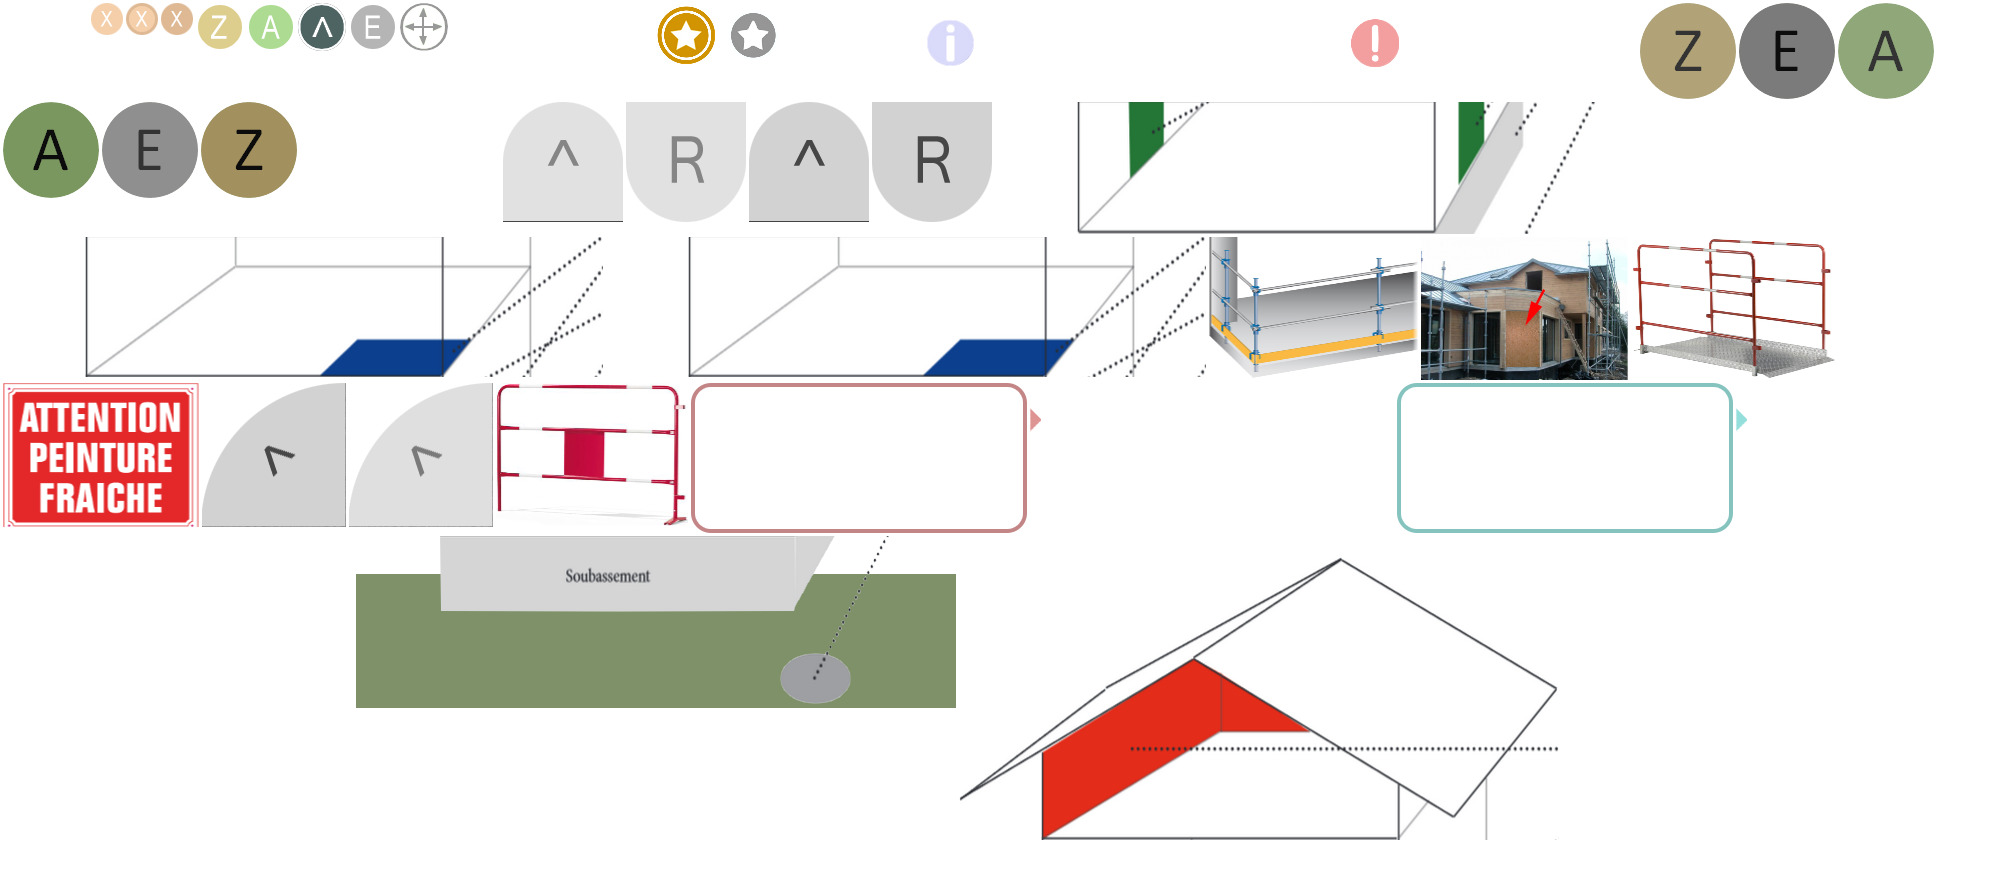 X X X Z A ^ E
i
!
Z E A
A E Z
^ R ^ R
ATTENTION
PEINTURE
FRAICHE
^ ^
Soubassement